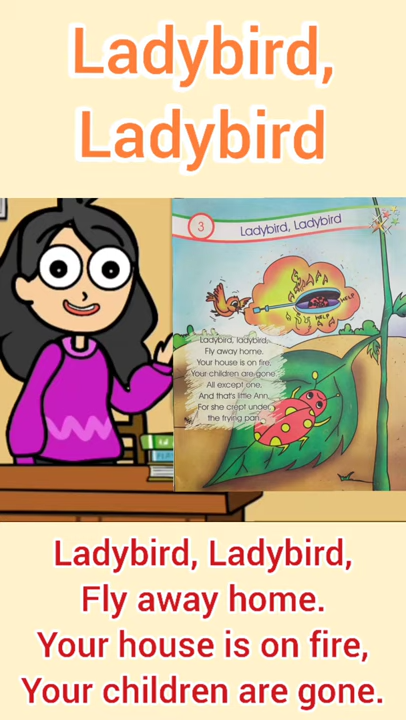 Ladybird,
Ladybird
3
Ladybird, Ladybird
HELP
HELP
Ladybird, ladybird,
Fly away home.
Your house is on fire,
Your children are gone.
All except one,
And that's little Ann,
For she crept under,
the frying pan.
Ladybird, Ladybird,
Fly away home.
Your house is on fire,
Your children are gone.